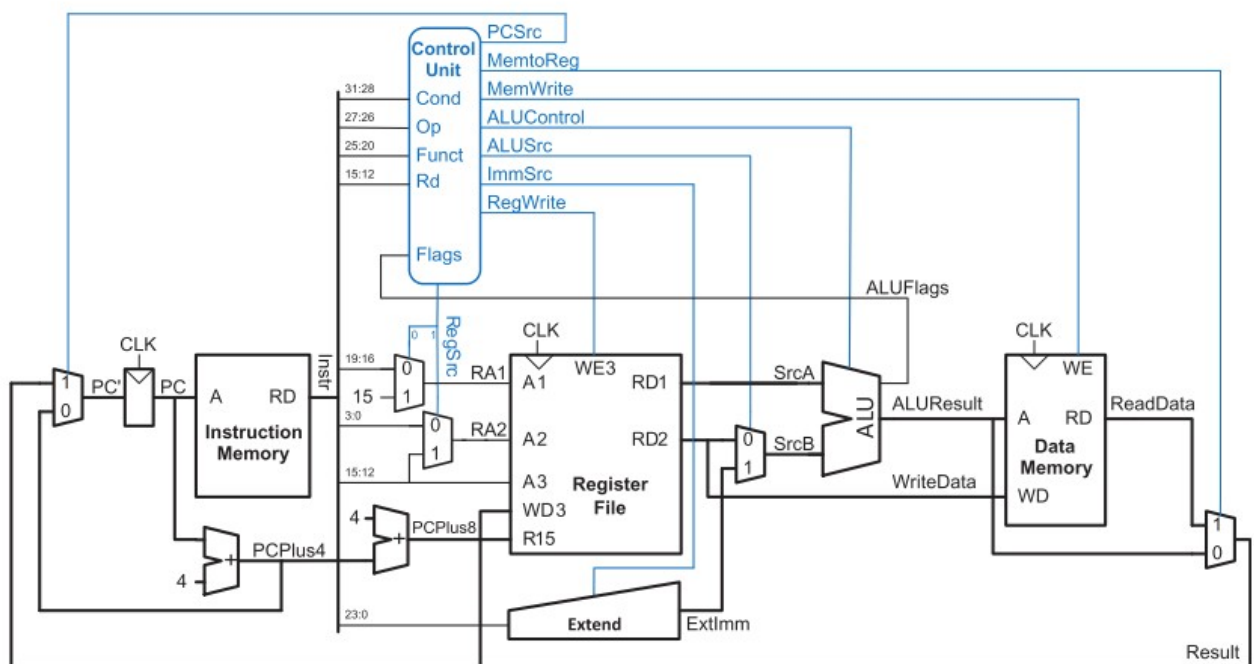 PCSrc
Control
Unit
MemtoReg
31:28
Cond
MemWrite
27:26
Op
ALUControl
25:20
Funct
ALUSrc
15:12
Rd
ImmSrc
RegWrite
Flags
ALUFlags
0 1
RegSrc
CLK
PC'
1
0
PC
A
RD
Instruction
Memory
Instr
19:16
15
0
1
RA1
3:0
0
1
RA2
15:12
CLK
A1
WE3
RD1
A2
RD2
A3
WD3
R15
Register
File
4
+
PCPlus8
4
+
PCPlus4
0
1
SrcA
SrcB
ALU
ALUResult
WriteData
CLK
WE
A
RD
Data
Memory
WD
ReadData
1
0
23:0
Extend
ExtImm
Result